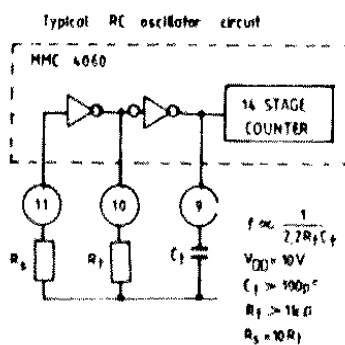 Typical RC oscillator circuit
MMC 4060
14 STAGE
COUNTER
11
10
9
Rs
Rt
Ct
f ≈ 1
2,2RtCt
VDD = 10V
Ct ≥ 100pF
Rt ≥ 1kΩ
Rs ≈ 10Rt